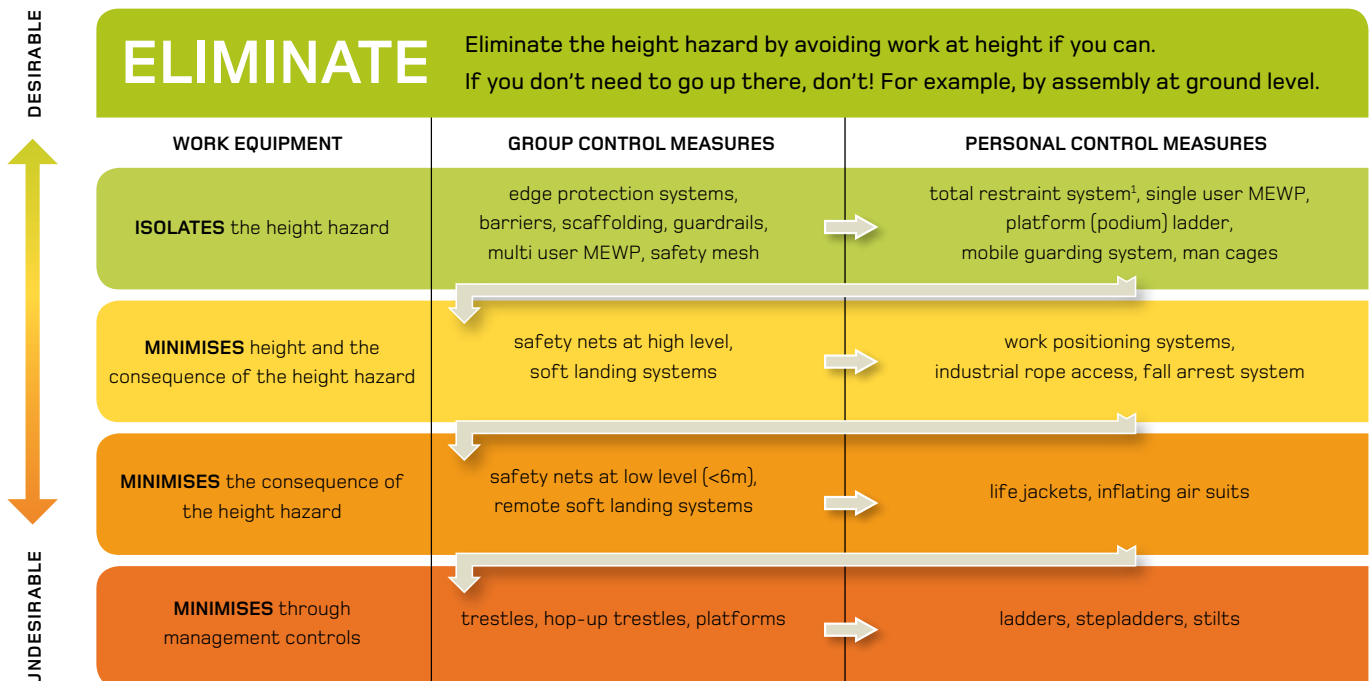 DESIRABLE
ELIMINATE
Eliminate the height hazard by avoiding work at height if you can.
If you don't need to go up there, don't! For example, by assembly at ground level.
WORK EQUIPMENT
GROUP CONTROL MEASURES
PERSONAL CONTROL MEASURES
ISOLATES the height hazard
edge protection systems,
barriers, scaffolding, guardrails,
multi user MEWP, safety mesh
total restraint system¹, single user MEWP,
platform (podium) ladder,
mobile guarding system, man cages
MINIMISES height and the
consequence of the height hazard
safety nets at high level,
soft landing systems
work positioning systems,
industrial rope access, fall arrest system
MINIMISES the consequence of
the height hazard
safety nets at low level (<6m),
remote soft landing systems
life jackets, inflating air suits
MINIMISES through
management controls
trestles, hop-up trestles, platforms
ladders, stepladders, stilts
UNDESIRABLE